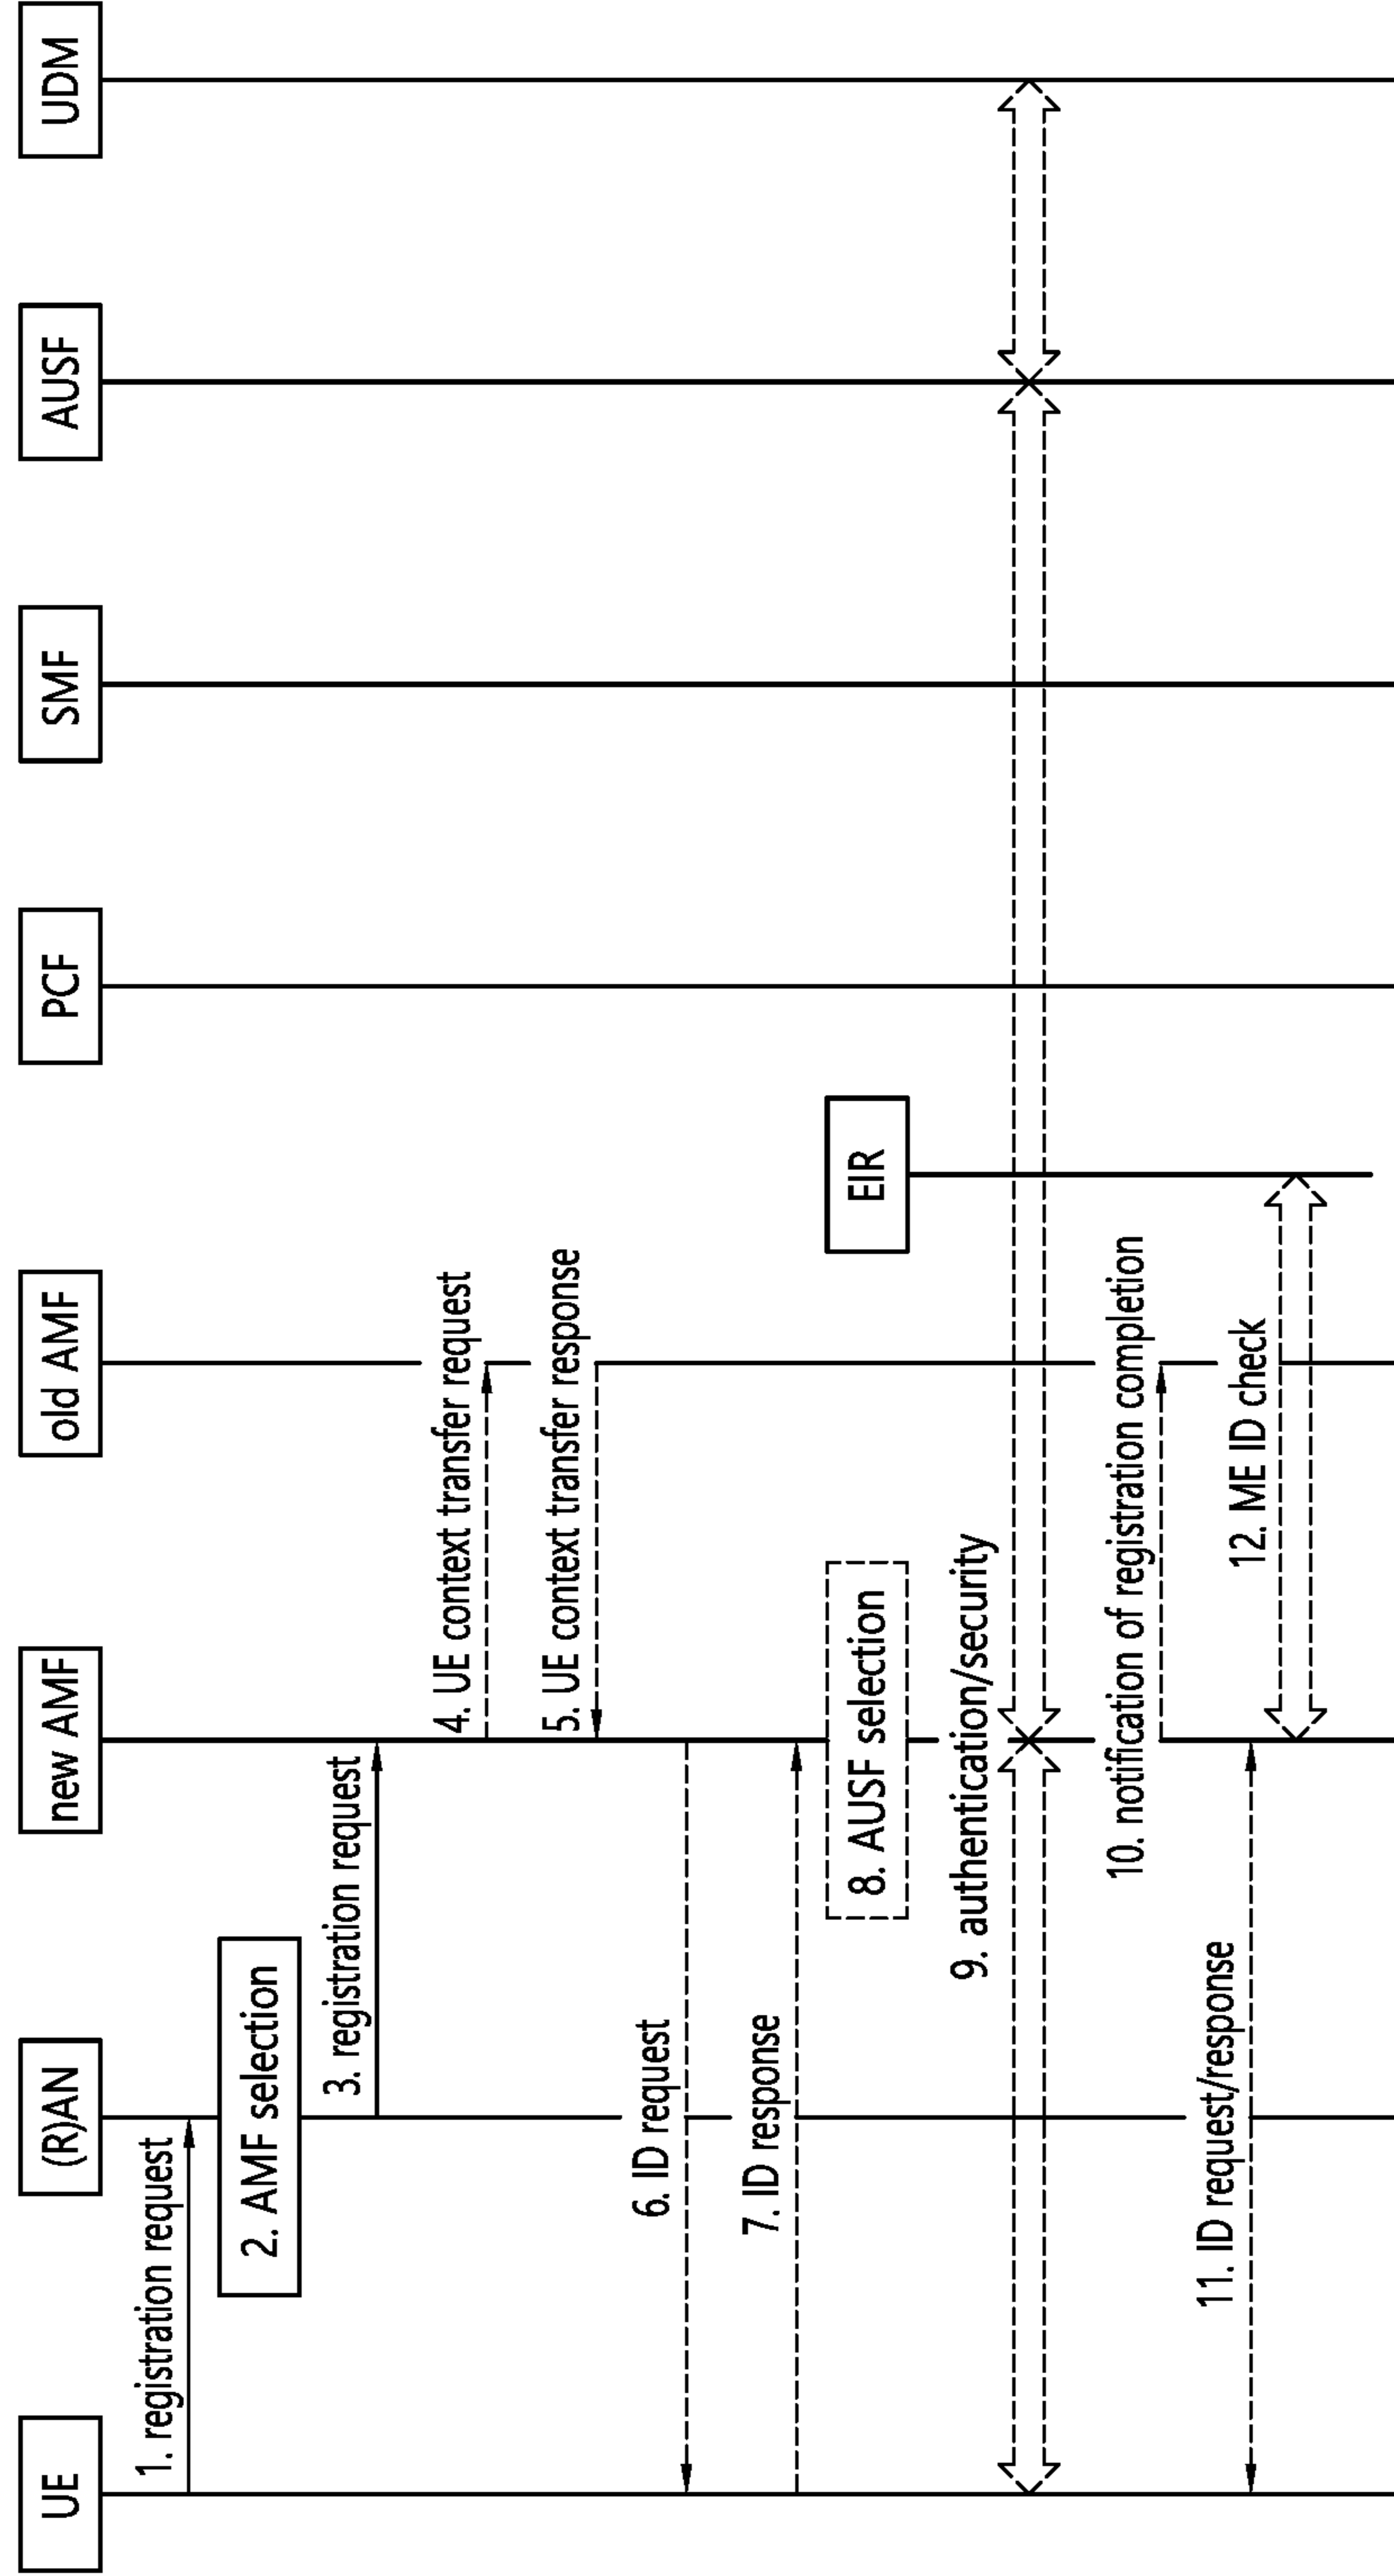 UE
(R)AN
new AMF
old AMF
PCF
SMF
AUSF
UDM
1. registration request
2. AMF selection
3. registration request
4. UE context transfer request
5. UE context transfer response
6. ID request
7. ID response
8. AUSF selection
EIR
9. authentication/security
10. notification of registration completion
11. ID request/response
12. ME ID check